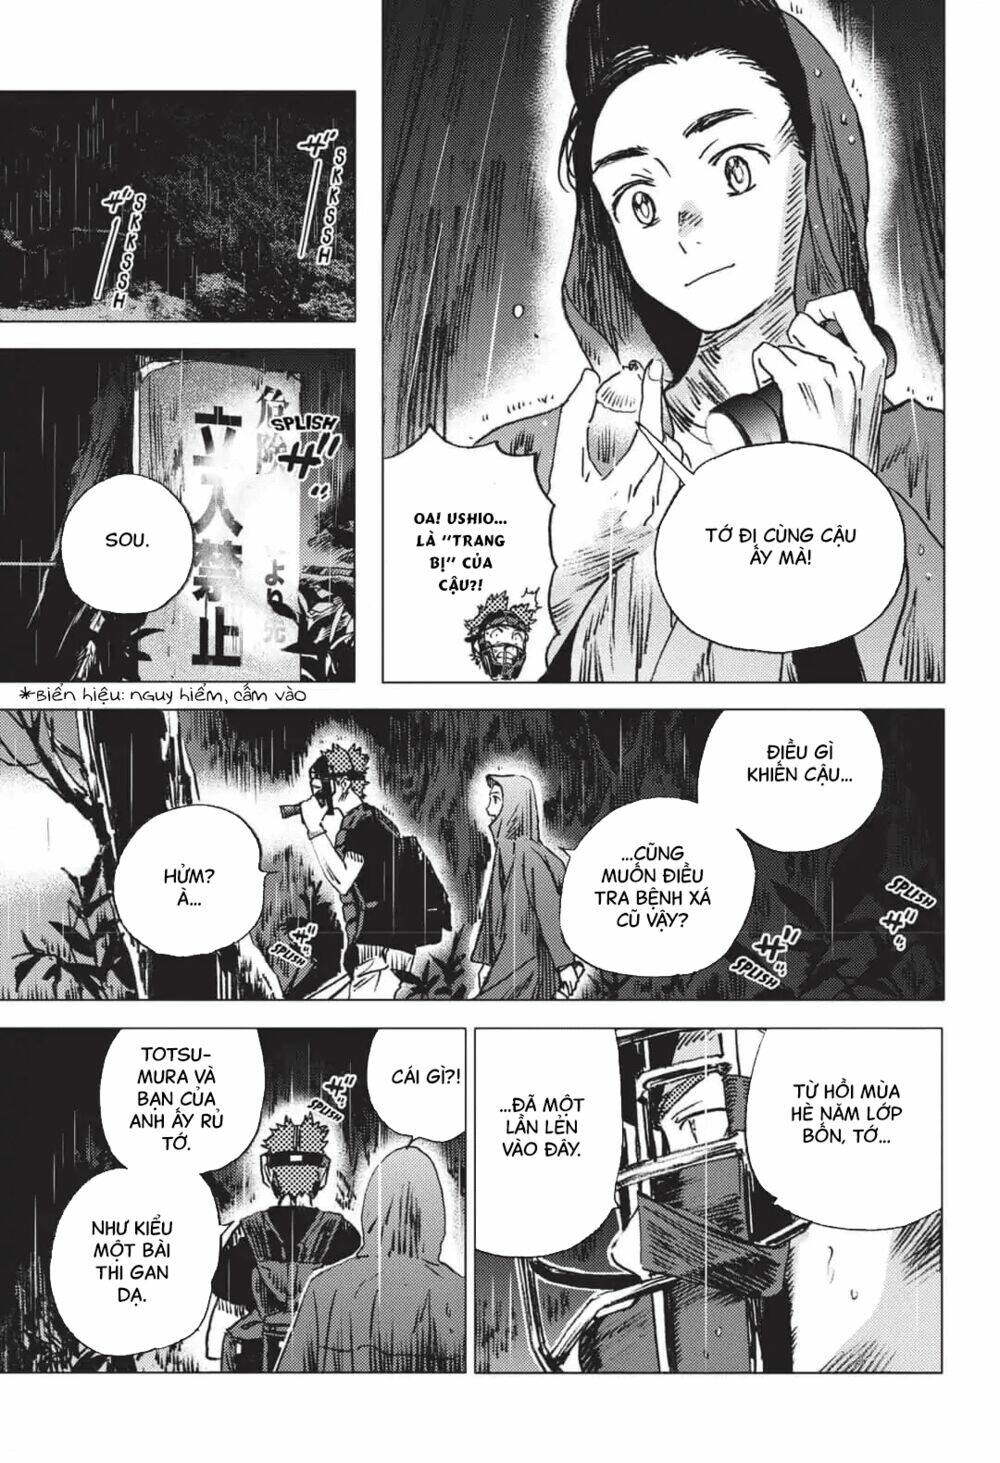 TỚ ĐI CÙNG CẬU
ẤY MÀ!
OA! USHIO...
LÀ "TRANG
BỊ" CỦA
CẬU?!
ザ"
SKKSSH
ザ"
SKKSSH
危険
立入禁止
SPLISH
ザ"
SOU.
*Biển hiệu: nguy hiểm, cấm vào
ĐIỀU GÌ
KHIẾN CẬU...
...CŨNG
MUỐN ĐIỀU
TRA BỆNH XÁ
CŨ VẬY?
SPLISH
ザ"
ザ"
SPLISH
HỬM?
À...
SPLISH
TỪ HỒI MÙA
HÈ NĂM LỚP
BỐN, TỚ...
...ĐÃ MỘT
LẦN LẺN
VÀO ĐÂY.
CÁI GÌ?!
ザ"
SPLISH
TOTSU-
MURA VÀ
BẠN CỦA
ANH ẤY RỦ
TỚ.
NHƯ KIỂU
MỘT BÀI
THI GAN
DẠ.